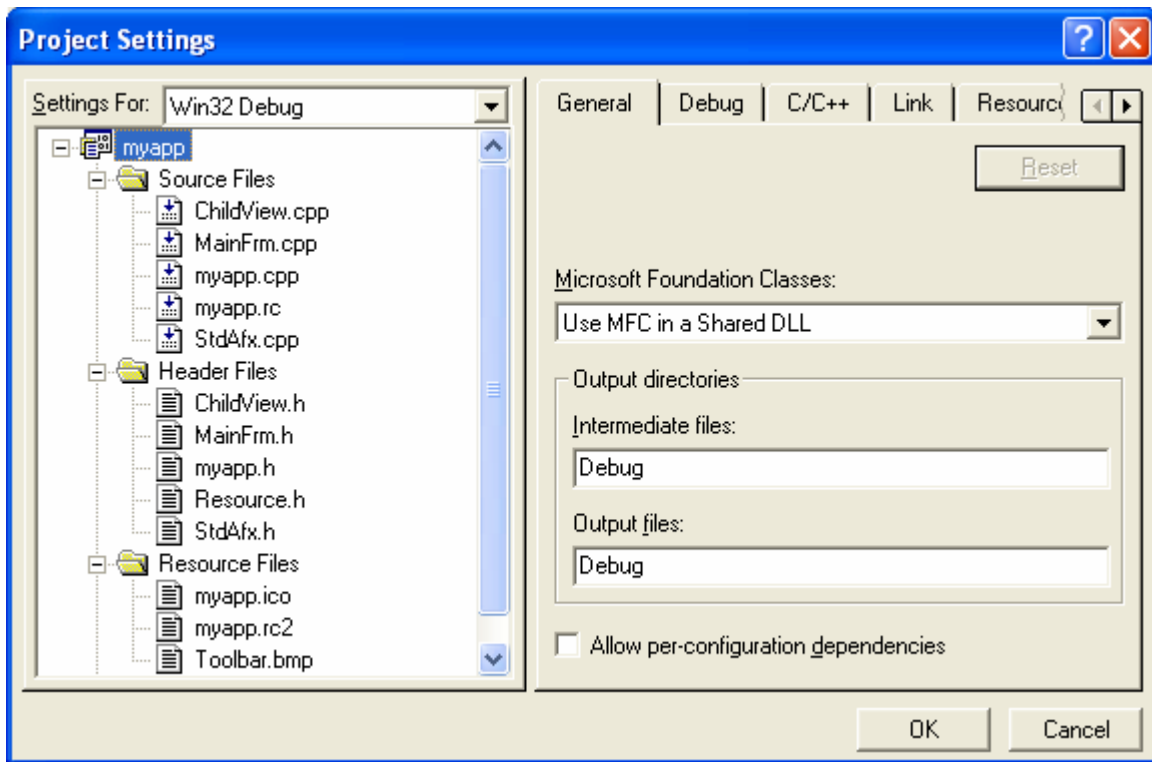 Project Settings
Settings For: Win32 Debug
myapp
Source Files
ChildView.cpp
MainFrm.cpp
myapp.cpp
myapp.rc
StdAfx.cpp
Header Files
ChildView.h
MainFrm.h
myapp.h
Resource.h
StdAfx.h
Resource Files
myapp.ico
myapp.rc2
Toolbar.bmp
General Debug C/C++ Link
Reset
Microsoft Foundation Classes:
Use MFC in a Shared DLL
Output directories
Intermediate files:
Debug
Output files:
Debug
Allow per-configuration dependencies
OK Cancel